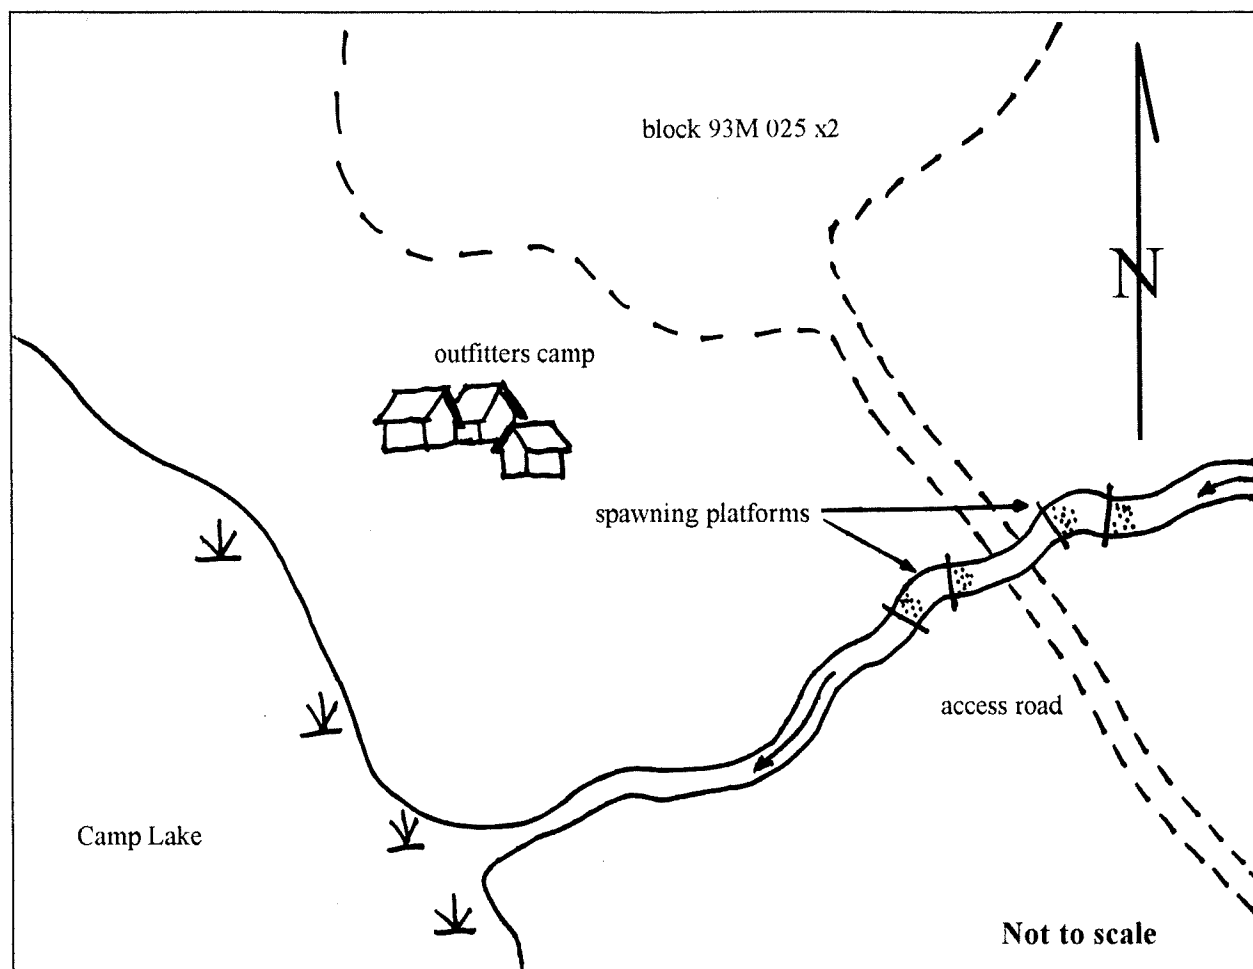 block 93M 025 x2
N
outfitters camp
spawning platforms
access road
Camp Lake
Not to scale